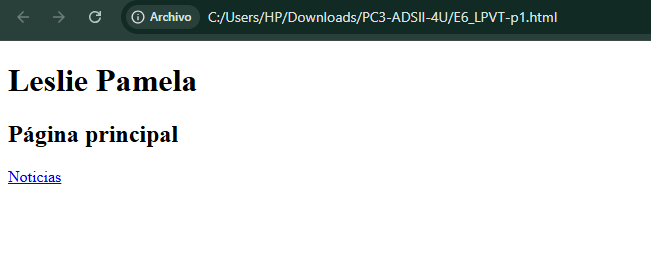 Archivo C:/Users/HP/Downloads/PC3-ADSII-4U/E6_LPVT-p1.html
Leslie Pamela
Página principal
Noticias